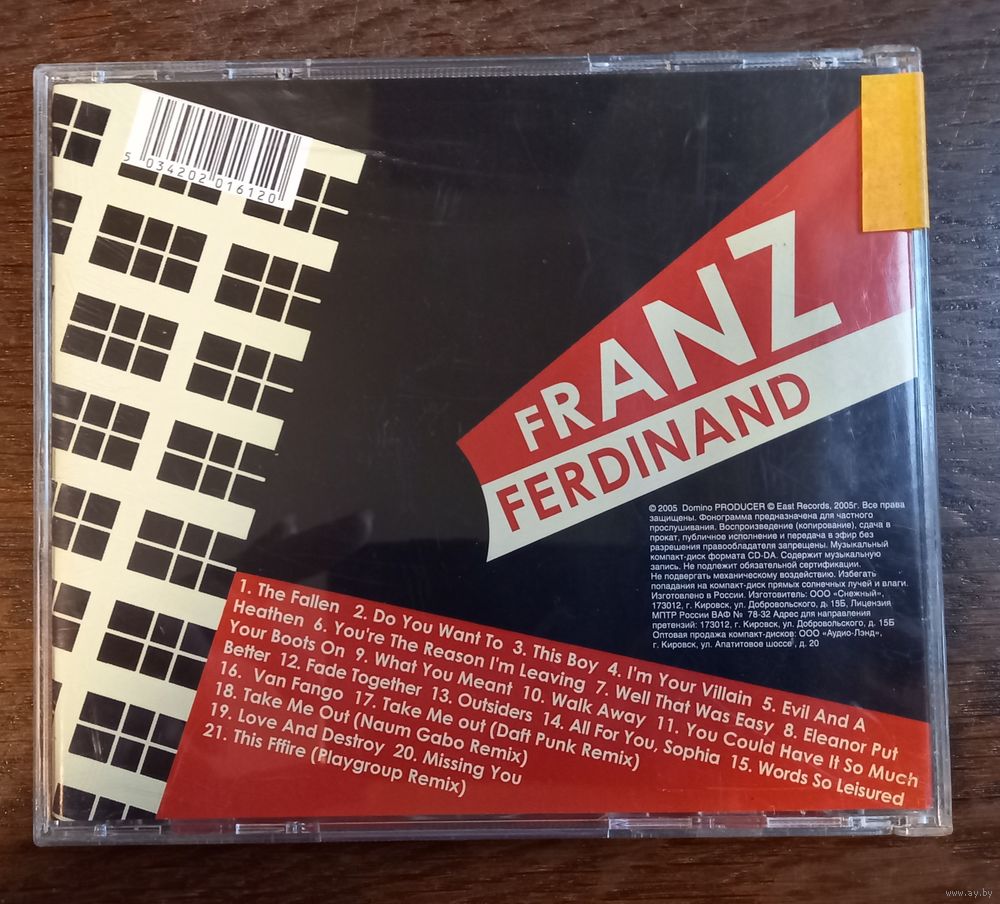 5 034202 016120
FRANZ
FERDINAND
© 2005 Domino PRODUCER © East Records, 2005г. Все права
защищены. Фонограмма предназначена для частного
прослушивания. Воспроизведение (копирование), сдача в
прокат, публичное исполнение и передача в эфир без
разрешения правообладателя запрещены. Музыкальный
компакт-диск формата CD-DA. Содержит музыкальную
запись. Не подлежит обязательной сертификации.
Не подвергать механическому воздействию. Избегать
попадания на компакт-диск прямых солнечных лучей и влаги.
Изготовлено в России. Изготовитель: ООО «Снежный»,
173012, г. Кировск, ул. Добровольского, д. 15Б, Лицензия
МПТР России ВАФ № 78-32 Адрес для направления
претензий: 173012, г. Кировск, ул. Добровольского, д. 15Б
Оптовая продажа компакт-дисков: ООО «Аудио-Лэнд»,
г. Кировск, ул. Апатитовое шоссе, д. 20
1. The Fallen 2. Do You Want To 3. This Boy 4. I'm Your Villain 5. Evil And A
Heathen 6. You're The Reason I'm Leaving 7. Well That Was Easy 8. Eleanor Put
Your Boots On 9. What You Meant 10. Walk Away 11. You Could Have It So Much
Better 12. Fade Together 13. Outsiders 14. All For You, Sophia 15. Words So Leisured
16. Van Fango 17. Take Me out (Daft Punk Remix)
18. Take Me Out (Naum Gabo Remix)
19. Love And Destroy 20. Missing You
21. This Fffire (Playgroup Remix)
www.ay.by